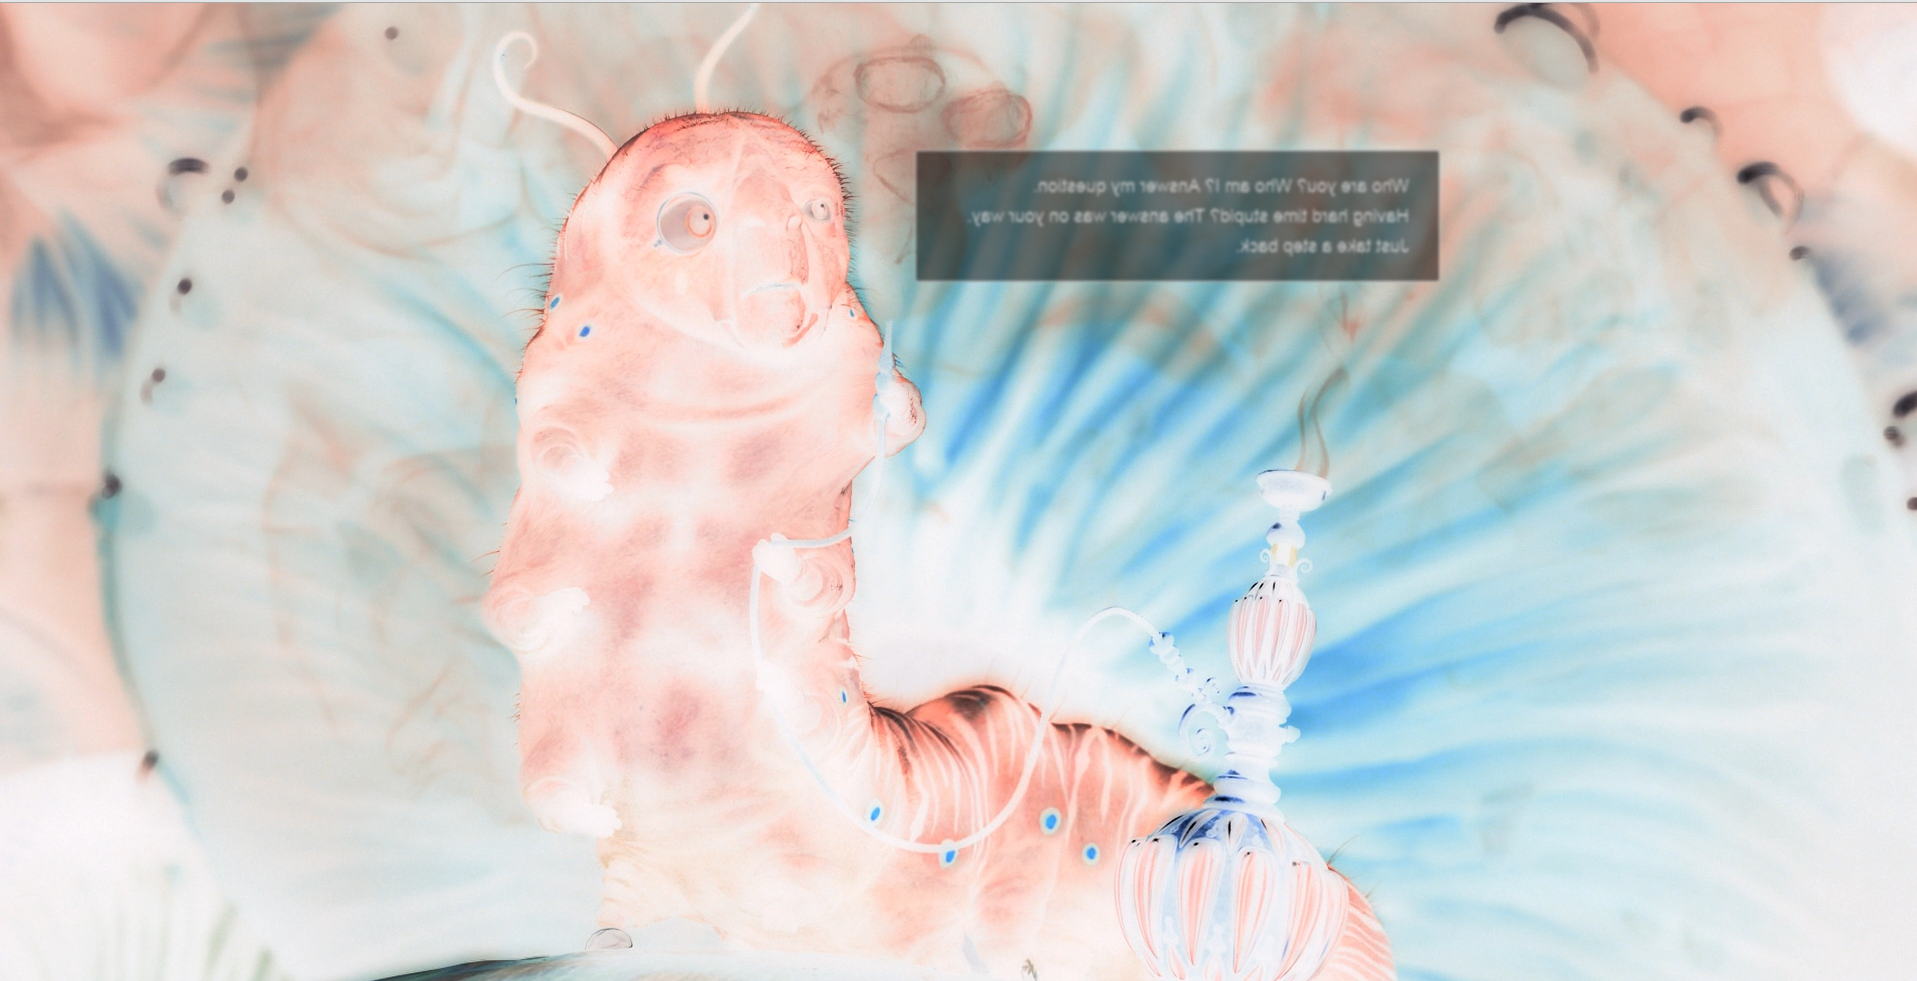 Who are you? Who am I? Answer my question.
Having hard time stupid? The answer was on your way.
Just take a step back.